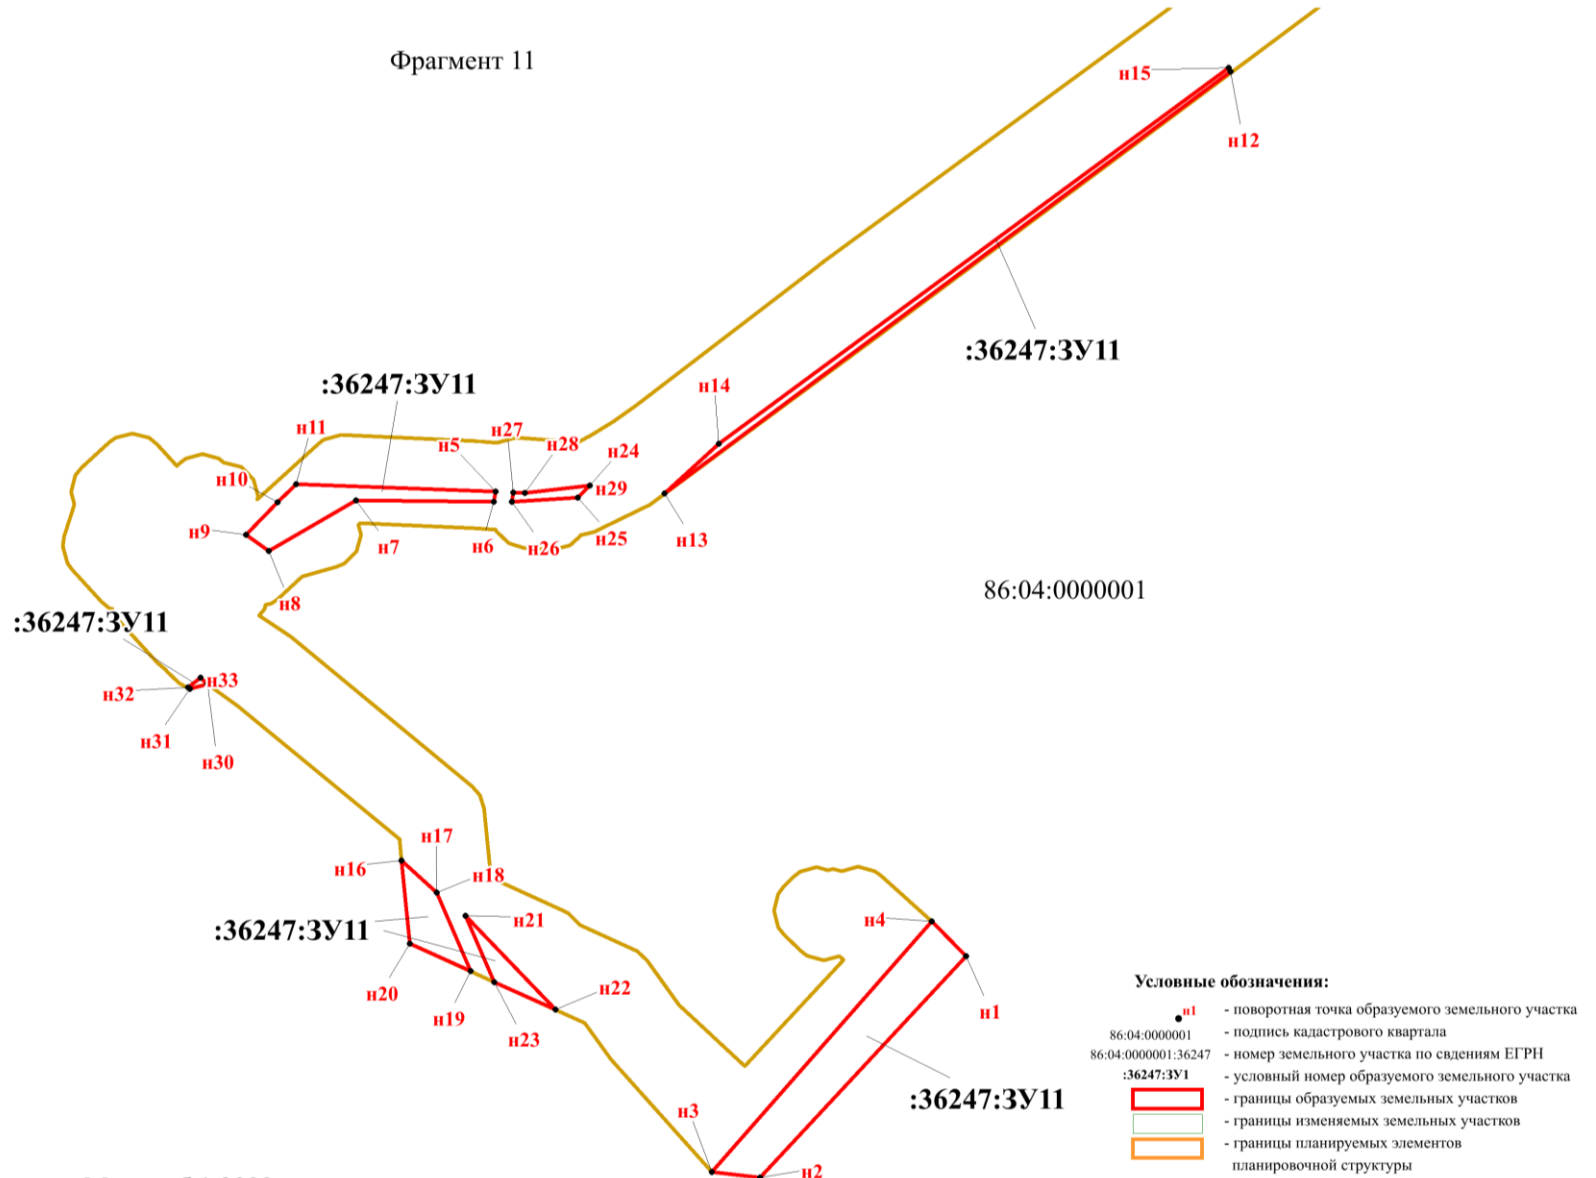 Фрагмент 11
н15
н12
:36247:ЗУ11
:36247:ЗУ11
н14
н11
н5
н27
н28
н24
н10
н29
н9
н7
н6
н26
н25
н13
86:04:0000001
н8
:36247:ЗУ11
н33
н32
н31
н30
н17
н16
н18
:36247:ЗУ11
н21
н4
н20
н22
н19
н23
н1
:36247:ЗУ11
н3
н2
Условные обозначения:
н1 - поворотная точка образуемого земельного участка
86:04:0000001 - подпись кадастрового квартала
86:04:0000001:36247 - номер земельного участка по свдениям ЕГРН
:36247:ЗУ1 - условный номер образуемого земельного участка
- границы образуемых земельных участков
- границы изменяемых земельных участков
- границы планируемых элементов
планировочной структуры